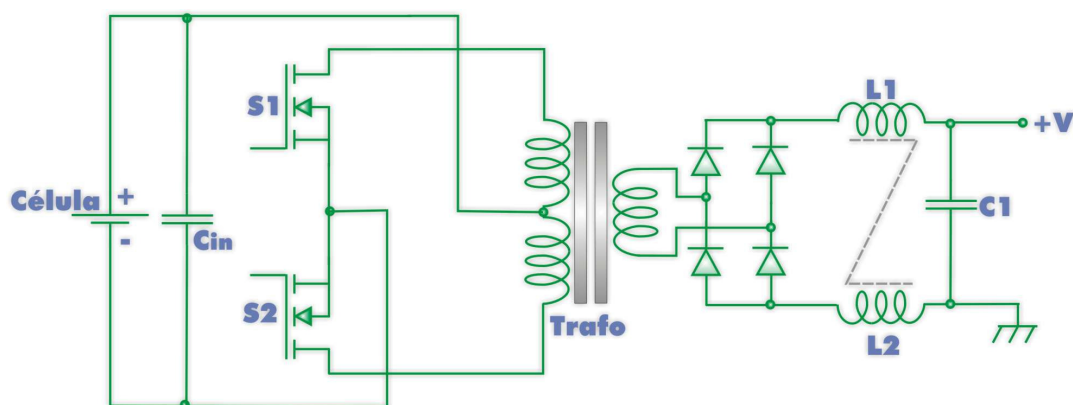 Célula
+
-
Cin
S1
S2
Trafo
L1
L2
C1
+V